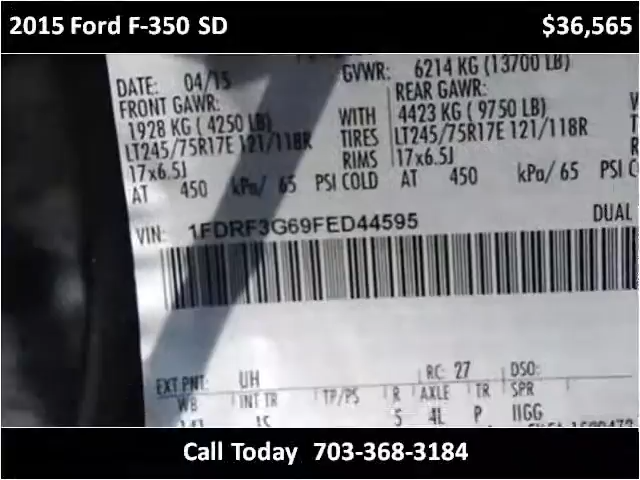 2015 Ford F-350 SD $36,565
DATE: 04/15 GVWR: 6214 KG (13700 LB)
FRONT GAWR: REAR GAWR:
1928 KG ( 4250 LB) WITH 4423 KG ( 9750 LB)
LT245/75R17E 121/118R TIRES LT245/75R17E 121/118R
17x6.5J RIMS 17x6.5J
AT 450 kPa/ 65 PSI COLD AT 450 kPa/ 65 PSI C
VIN: 1FDRF3G69FED44595 DUAL
EXT PNT: UH RC: 27 DSO:
WB INT TR TP/PS R AXLE TR SPR
5 4L P IIGG
Call Today 703-368-3184